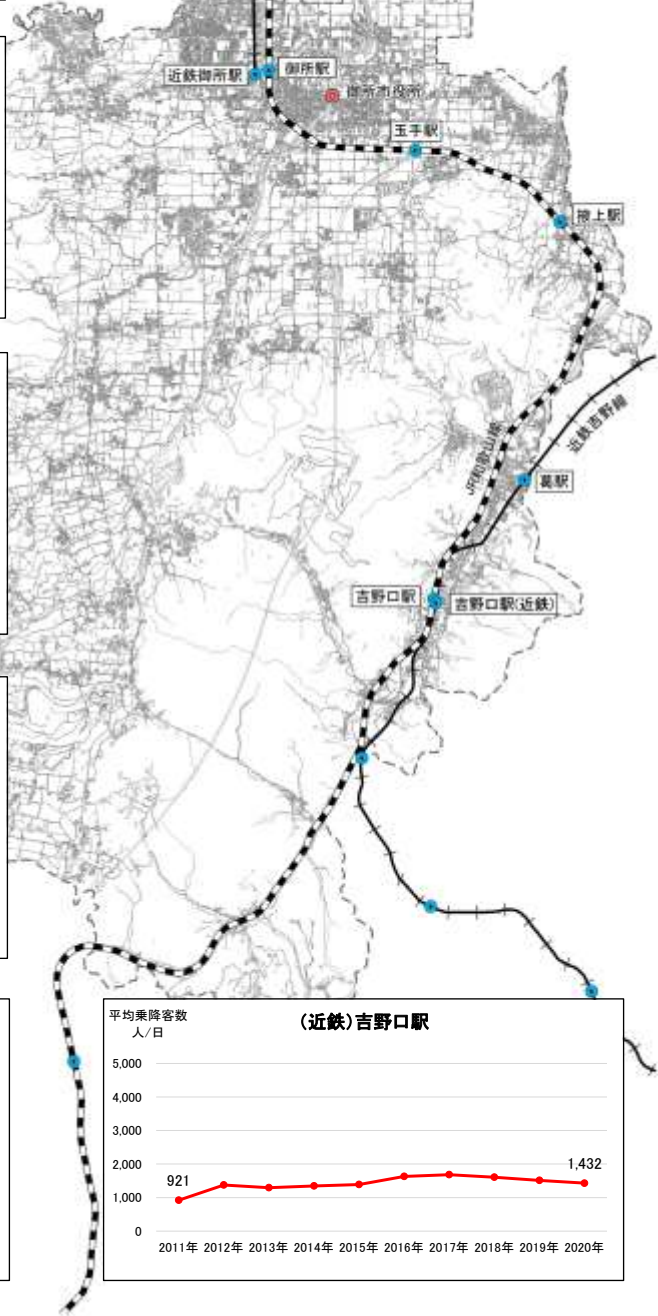 近鉄御所駅
御所駅
御所市役所
玉手駅
掖上駅
JR和歌山線
近鉄吉野線
葛駅
吉野口駅
吉野口駅(近鉄)
平均乗降客数
人/日
(近鉄)吉野口駅
5,000
4,000
3,000
2,000
1,000
0
921
1,432
2011年 2012年 2013年 2014年 2015年 2016年 2017年 2018年 2019年 2020年